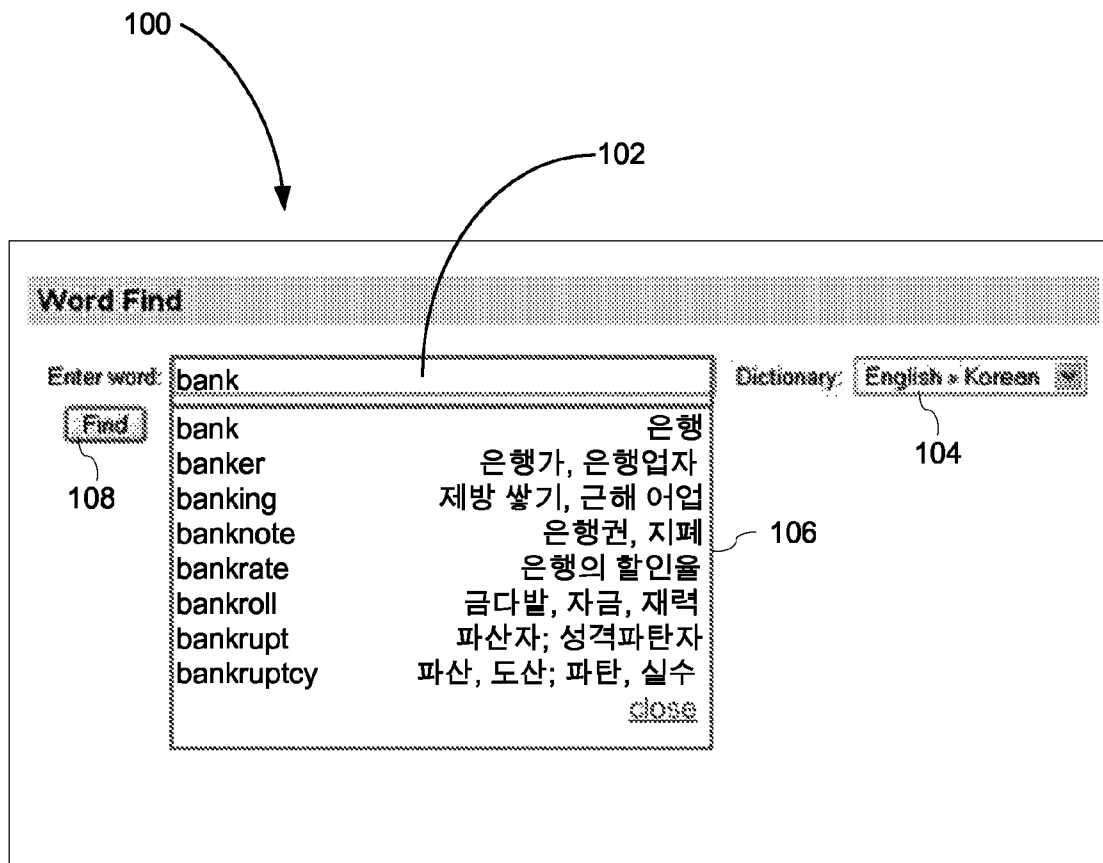 100
102
Word Find
Enter word: bank Dictionary: English » Korean
Find
104
108
bank 은행
banker 은행가, 은행업자
banking 제방 쌓기, 근해 어업
banknote 은행권, 지폐
106
bankrate 은행의 할인율
bankroll 금다발, 자금, 재력
bankrupt 파산자; 성격파탄자
bankruptcy 파산, 도산; 파탄, 실수
close